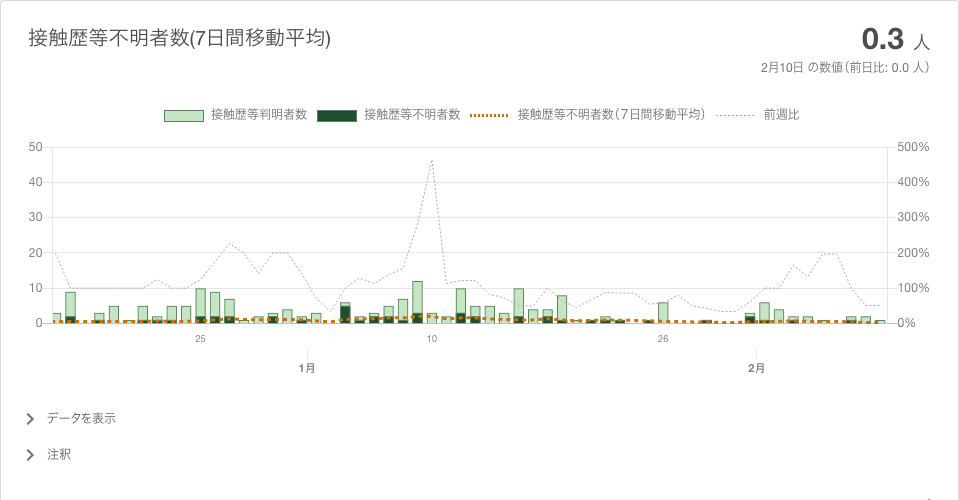 接触歴等不明者数(7日間移動平均)
0.3 人
2月10日 の数値（前日比: 0.0 人）
接触歴等判明者数 接触歴等不明者数 接触歴等不明者数（7日間移動平均） 前週比
50 500%
40 400%
30 300%
20 200%
10 100%
0 0%
25 10 26
1月 2月
データを表示
注釈